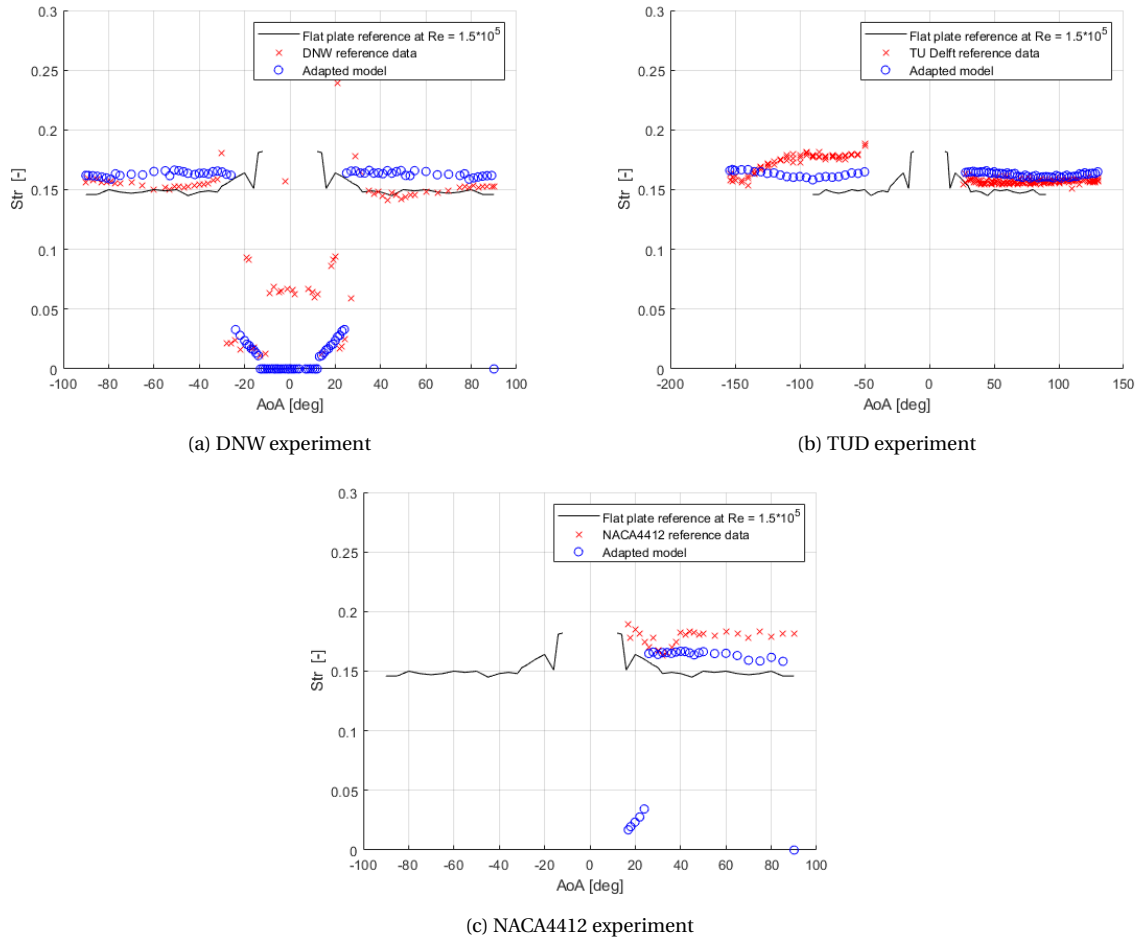 0.3
0.25
0.2
0.15
0.1
0.05
0
Str [-]
-100 -80 -60 -40 -20 0 20 40 60 80 100
AoA [deg]
Flat plate reference at Re = 1.5*10^5
DNW reference data
Adapted model
(a) DNW experiment
0.3
0.25
0.2
0.15
0.1
0.05
0
Str [-]
-200 -150 -100 -50 0 50 100 150
AoA [deg]
Flat plate reference at Re = 1.5*10^5
TU Delft reference data
Adapted model
(b) TUD experiment
0.3
0.25
0.2
0.15
0.1
0.05
0
Str [-]
-100 -80 -60 -40 -20 0 20 40 60 80 100
AoA [deg]
Flat plate reference at Re = 1.5*10^5
NACA4412 reference data
Adapted model
(c) NACA4412 experiment